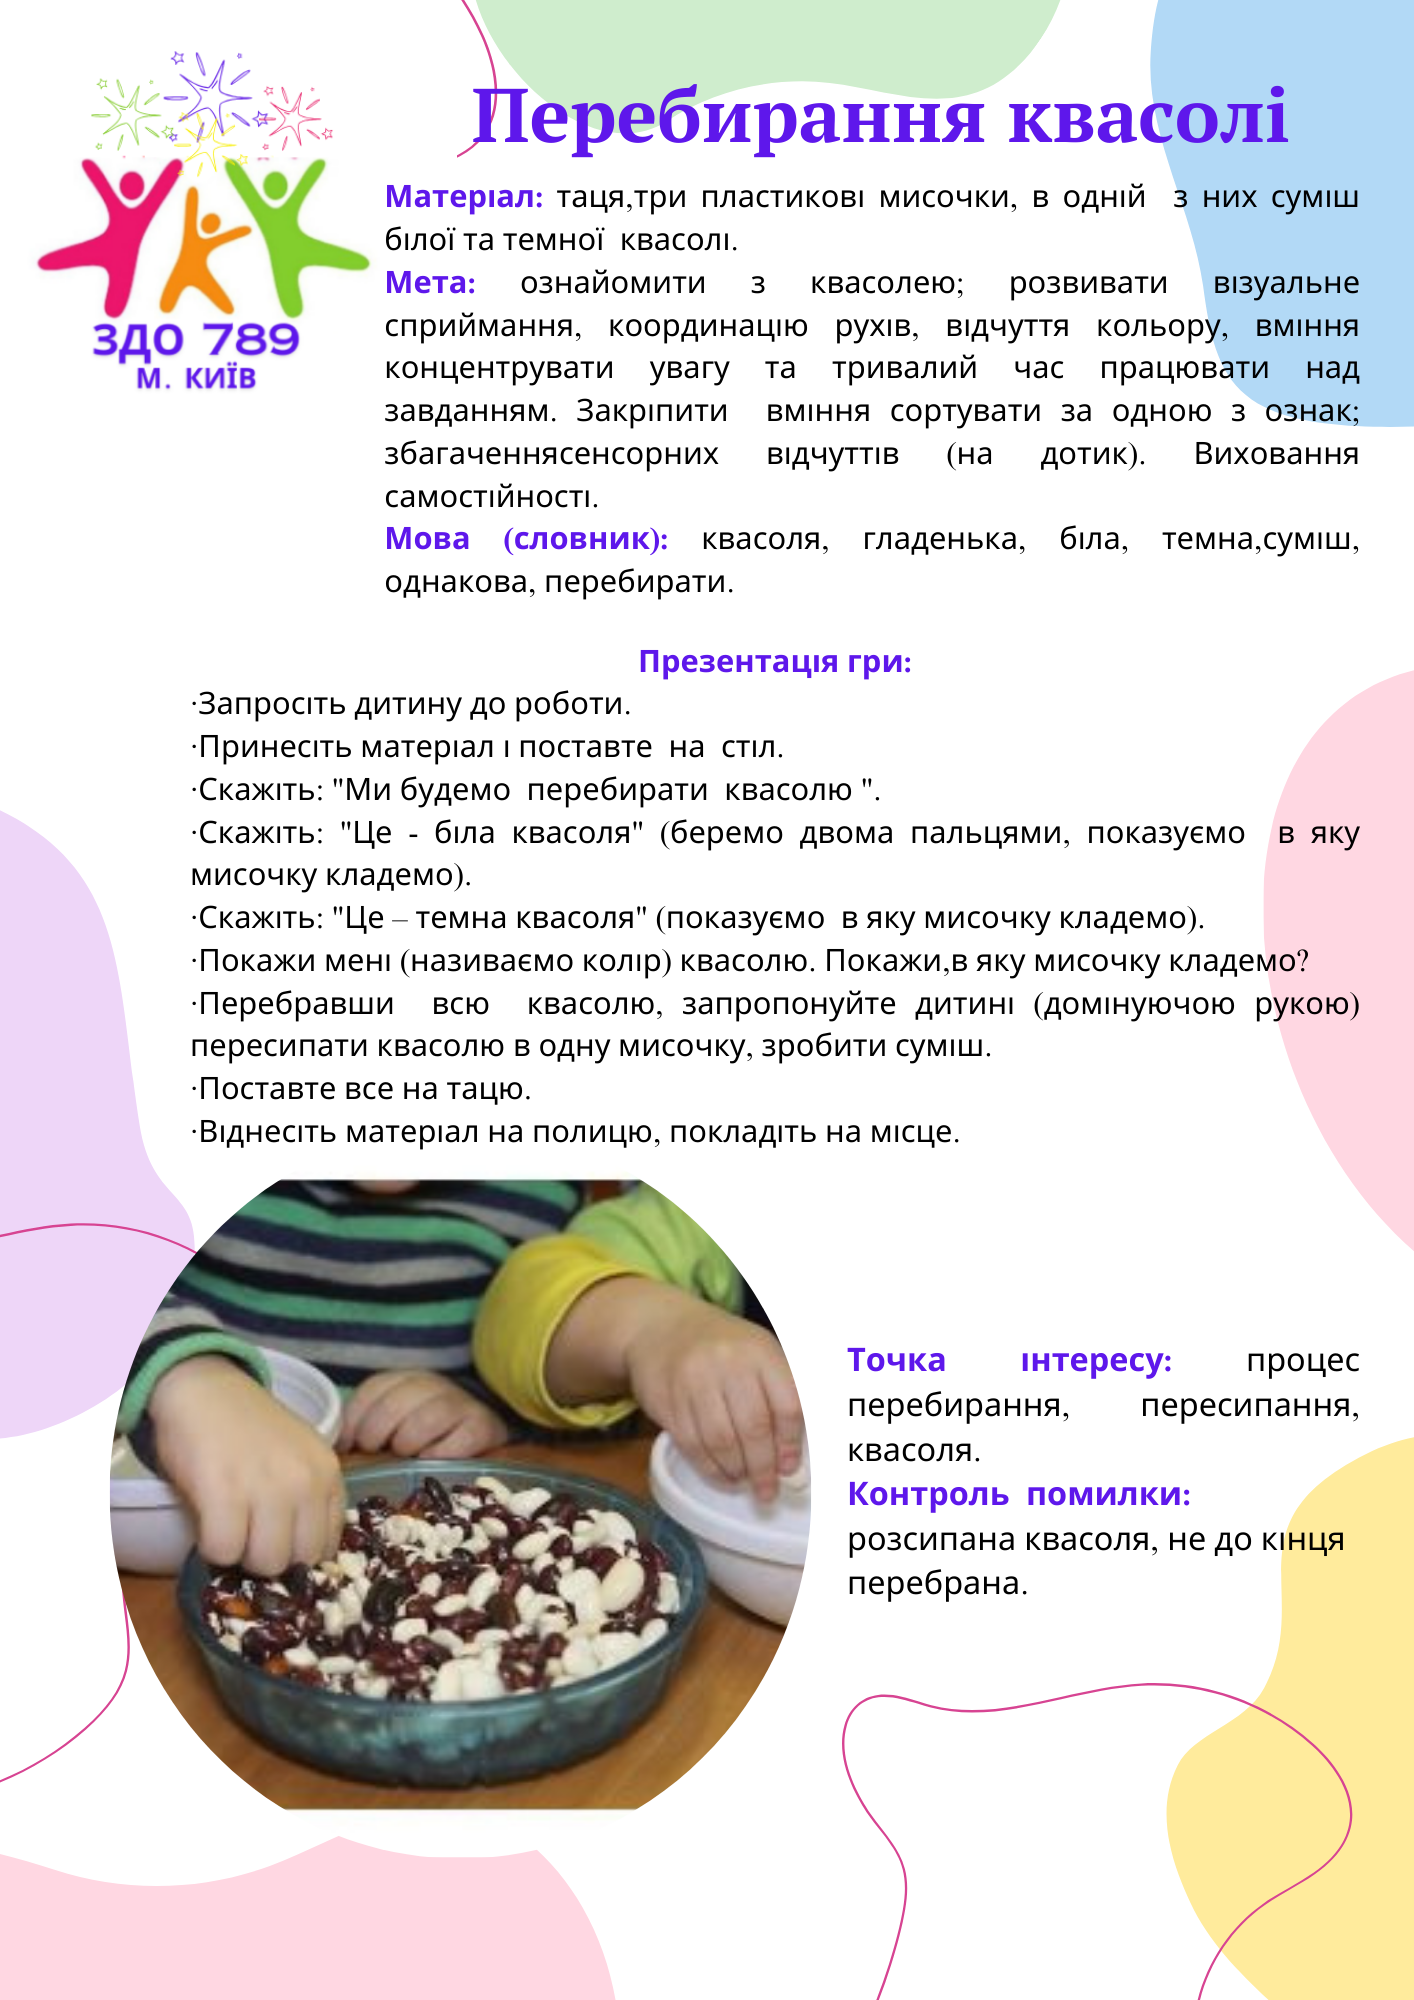 Перебирання квасолі
ЗДО 789
М. КИЇВ
Матеріал: таця,три пластикові мисочки, в одній з них суміш
білої та темної квасолі.
Мета: ознайомити з квасолею; розвивати візуальне
сприймання, координацію рухів, відчуття кольору, вміння
концентрувати увагу та тривалий час працювати над
завданням. Закріпити вміння сортувати за одною з ознак;
збагаченнясенсорних відчуттів (на дотик). Виховання
самостійності.
Мова (словник): квасоля, гладенька, біла, темна,суміш,
однакова, перебирати.
Презентація гри:
·Запросіть дитину до роботи.
·Принесіть матеріал і поставте на стіл.
·Скажіть: "Ми будемо перебирати квасолю ".
·Скажіть: "Це - біла квасоля" (беремо двома пальцями, показуємо в яку
мисочку кладемо).
·Скажіть: "Це – темна квасоля" (показуємо в яку мисочку кладемо).
·Покажи мені (називаємо колір) квасолю. Покажи,в яку мисочку кладемо?
·Перебравши всю квасолю, запропонуйте дитині (домінуючою рукою)
пересипати квасолю в одну мисочку, зробити суміш.
·Поставте все на тацю.
·Віднесіть матеріал на полицю, покладіть на місце.
Точка інтересу: процес
перебирання, пересипання,
квасоля.
Контроль помилки:
розсипана квасоля, не до кінця
перебрана.